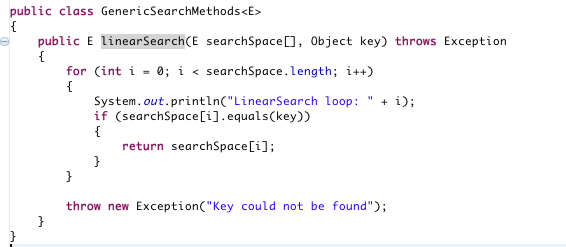 public class GenericSearchMethods<E>
{
    public E linearSearch(E searchSpace[], Object key) throws Exception
    {
        for (int i = 0; i < searchSpace.length; i++)
        {
            System.out.println("LinearSearch loop: " + i);
            if (searchSpace[i].equals(key))
            {
                return searchSpace[i];
            }
        }

        throw new Exception("Key could not be found");
    }
}